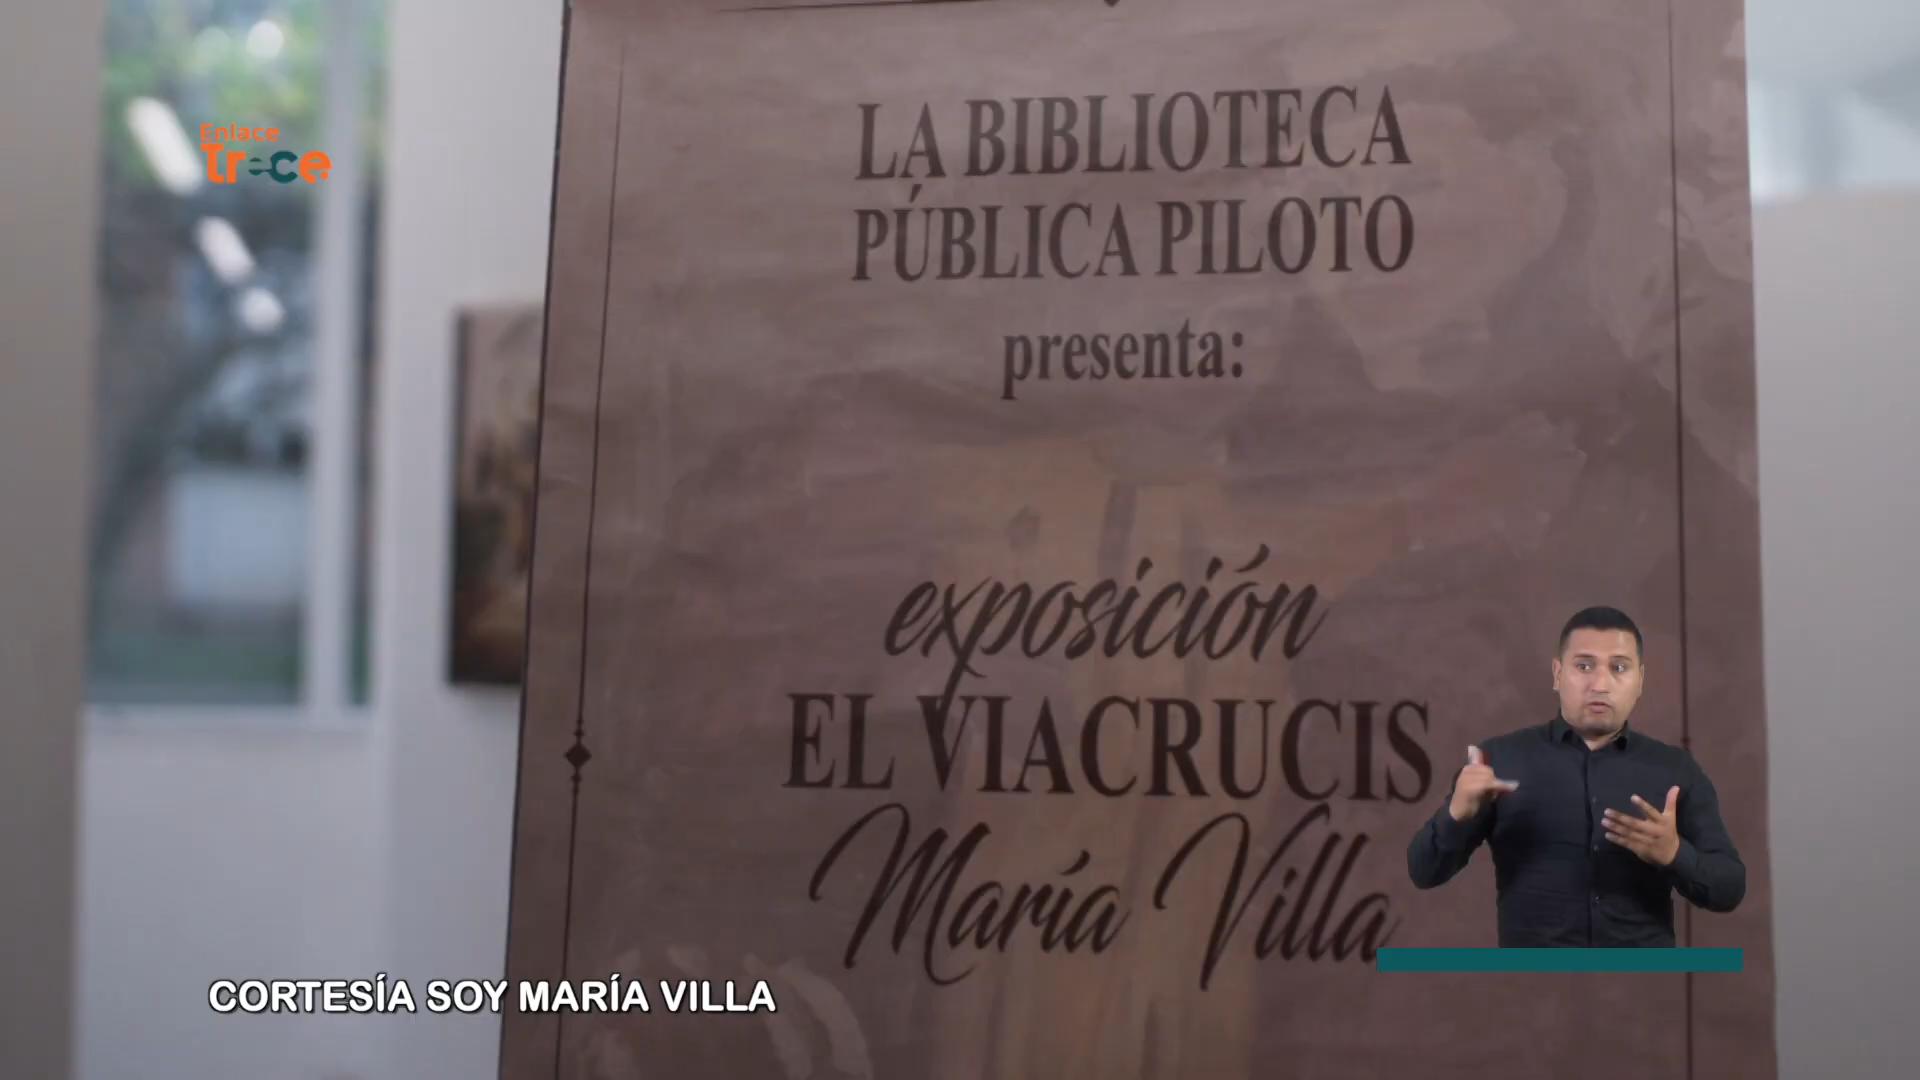 Enlace
trece
LA BIBLIOTECA
PÚBLICA PILOTO
presenta:
exposición
EL VIACRUCIS
María Villa
CORTESÍA SOY MARÍA VILLA